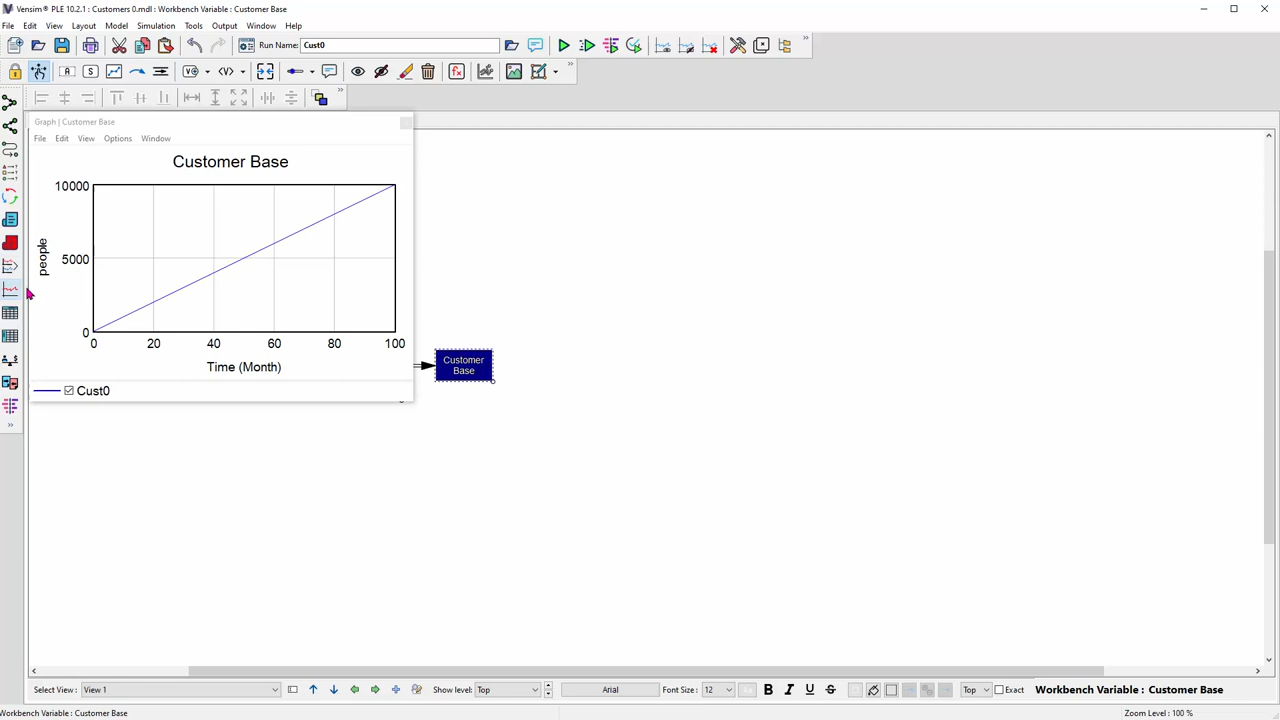 Vensim® PLE 10.2.1 : Customers 0.mdl : Workbench Variable : Customer Base
File Edit View Layout Model Simulation Tools Output Window Help
Run Name: Cust0
Graph | Customer Base
File Edit View Options Window
Customer Base
10000
5000
0
people
0 20 40 60 80 100
Time (Month)
Cust0
Customer
Base
Select View : View 1
Show level: Top
Arial
Font Size : 12
B I U S
Top
Exact
Workbench Variable : Customer Base
Workbench Variable : Customer Base
Zoom Level : 100 %